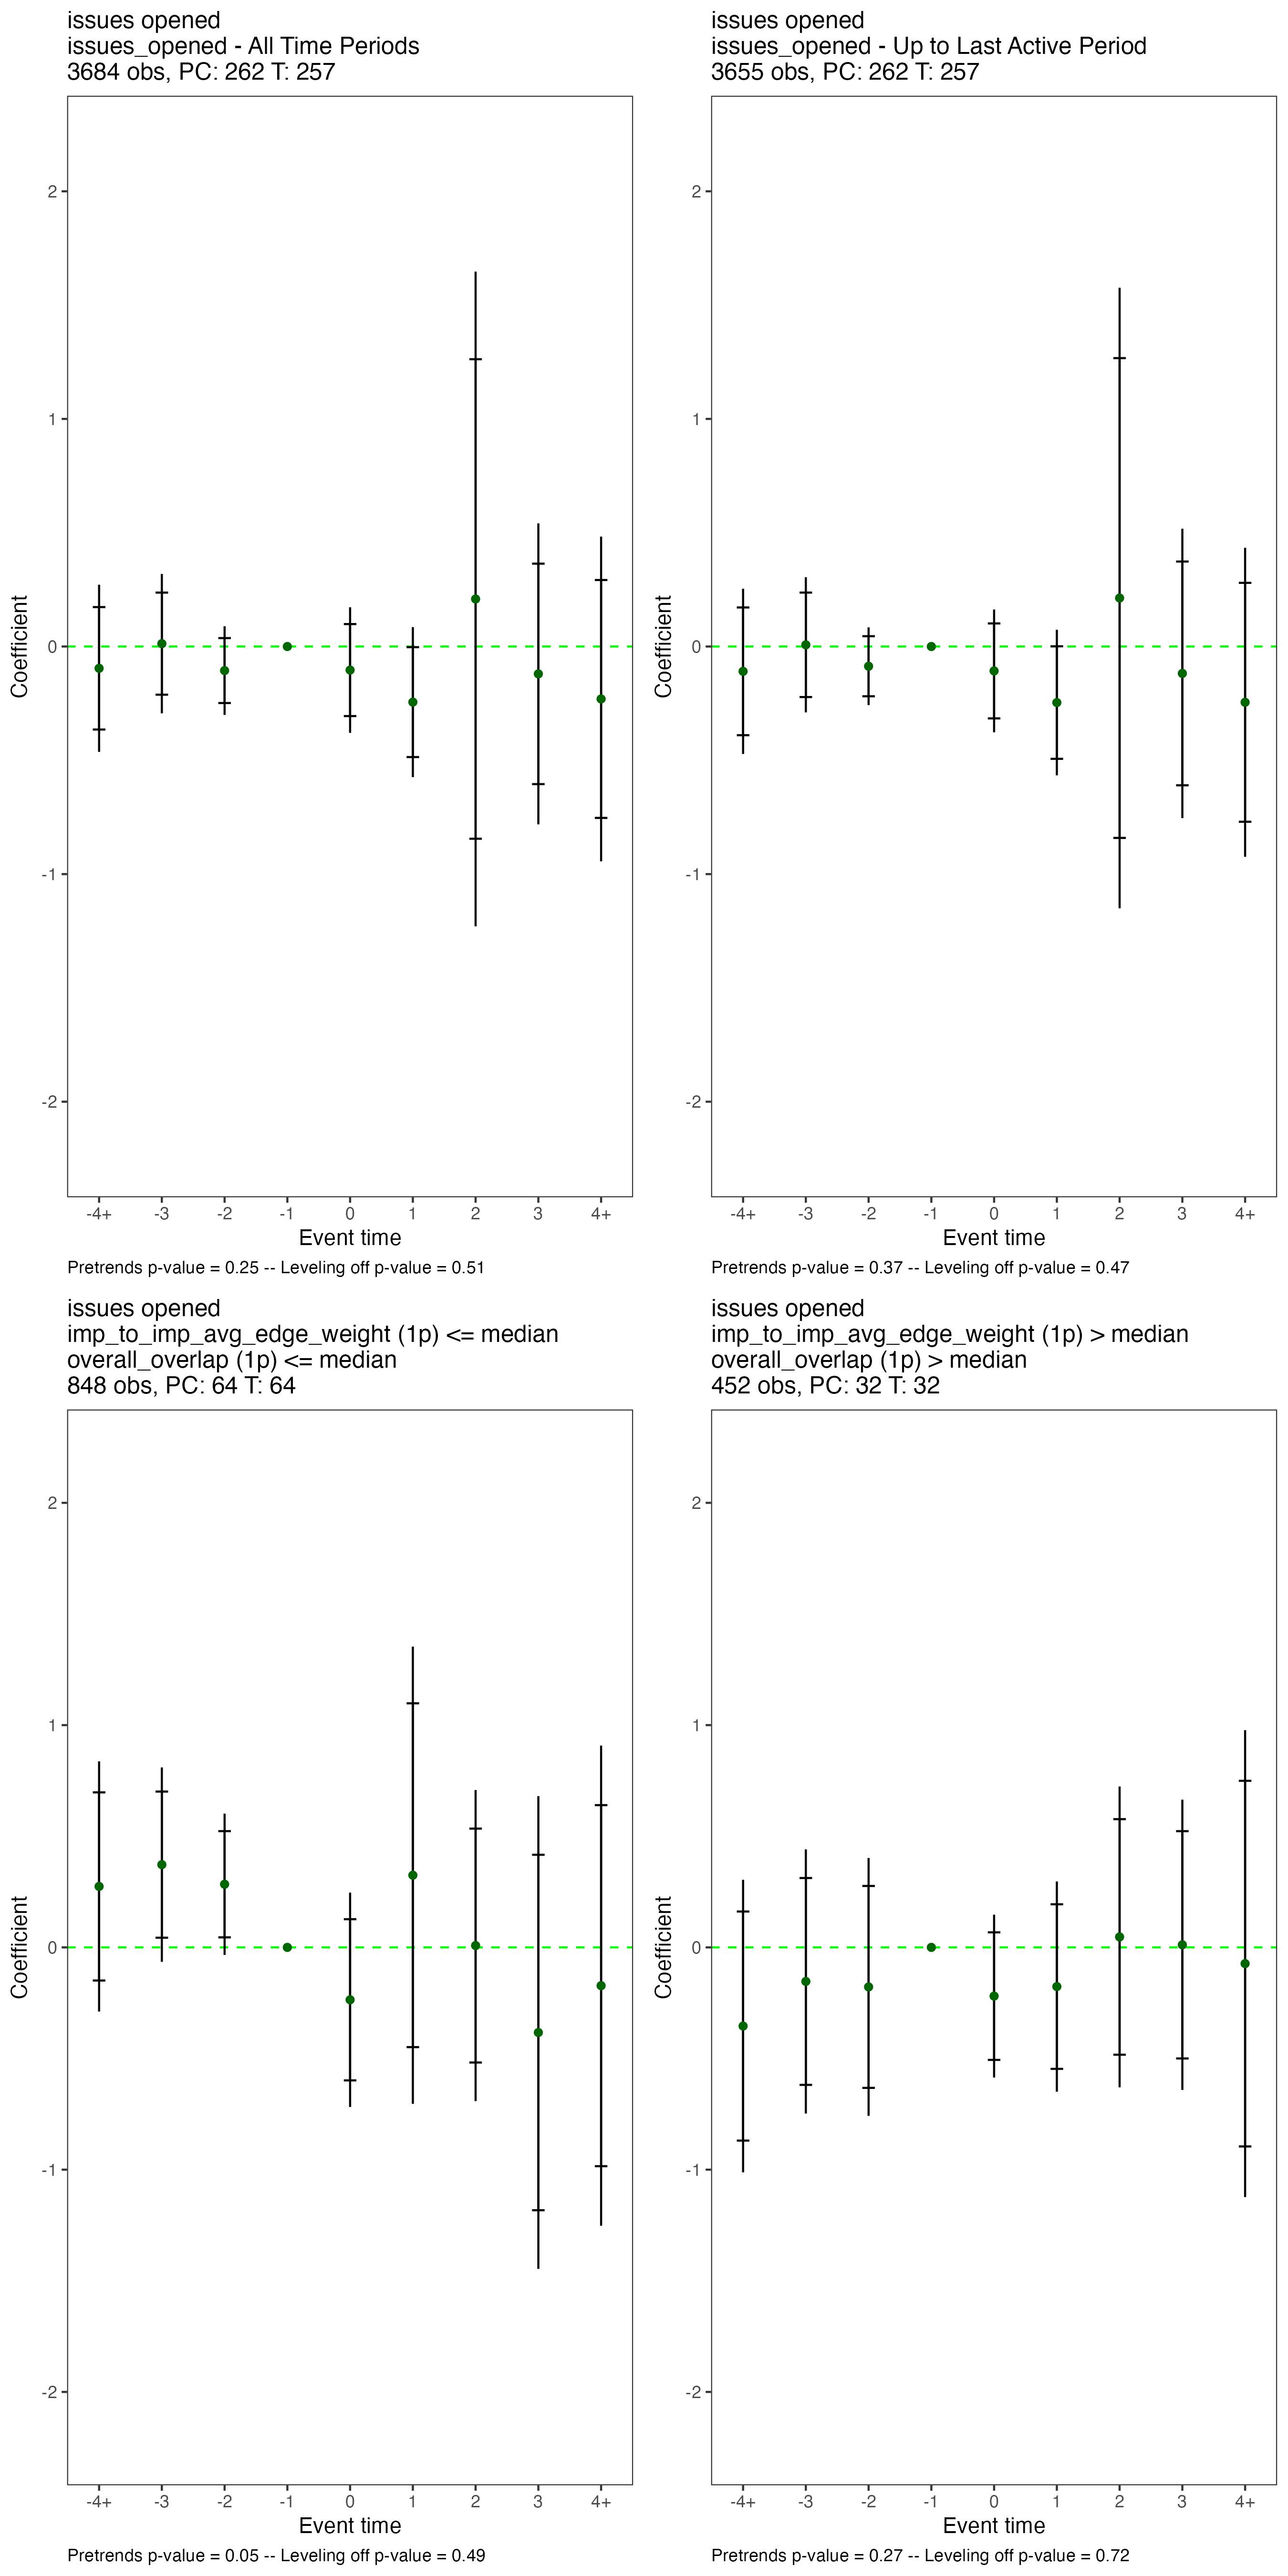 issues opened
issues_opened - All Time Periods
3684 obs, PC: 262 T: 257
Coefficient
2
1
0
-1
-2
-4+ -3 -2 -1 0 1 2 3 4+
Event time
Pretrends p-value = 0.25 -- Leveling off p-value = 0.51
issues opened
issues_opened - Up to Last Active Period
3655 obs, PC: 262 T: 257
Coefficient
2
1
0
-1
-2
-4+ -3 -2 -1 0 1 2 3 4+
Event time
Pretrends p-value = 0.37 -- Leveling off p-value = 0.47
issues opened
imp_to_imp_avg_edge_weight (1p) <= median
overall_overlap (1p) <= median
848 obs, PC: 64 T: 64
Coefficient
2
1
0
-1
-2
-4+ -3 -2 -1 0 1 2 3 4+
Event time
Pretrends p-value = 0.05 -- Leveling off p-value = 0.49
issues opened
imp_to_imp_avg_edge_weight (1p) > median
overall_overlap (1p) > median
452 obs, PC: 32 T: 32
Coefficient
2
1
0
-1
-2
-4+ -3 -2 -1 0 1 2 3 4+
Event time
Pretrends p-value = 0.27 -- Leveling off p-value = 0.72